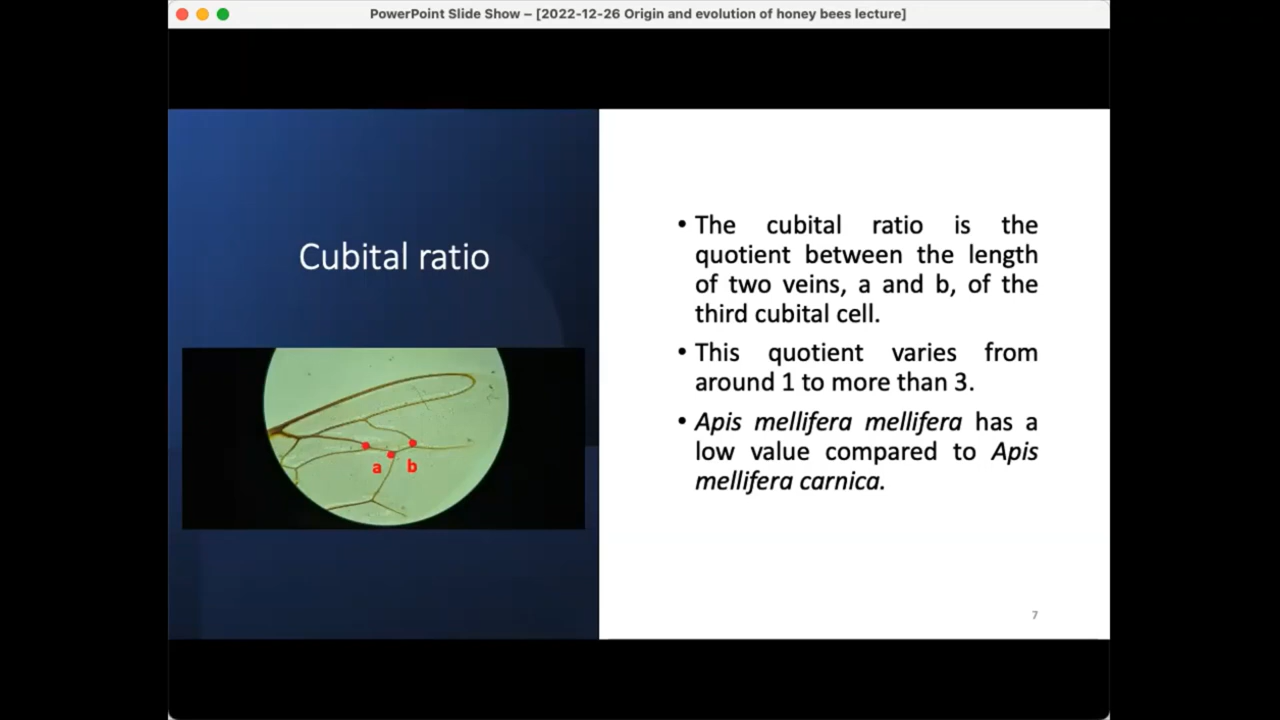 PowerPoint Slide Show – [2022-12-26 Origin and evolution of honey bees lecture]
Cubital ratio
a
b
• The cubital ratio is the
quotient between the length
of two veins, a and b, of the
third cubital cell.
• This quotient varies from
around 1 to more than 3.
• Apis mellifera mellifera has a
low value compared to Apis
mellifera carnica.
7